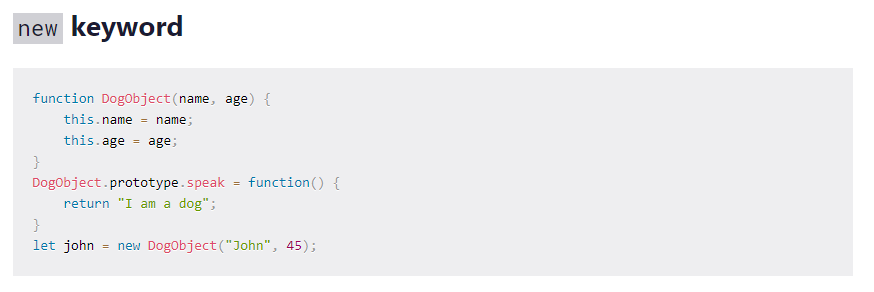 new keyword
function DogObject(name, age) {
    this.name = name;
    this.age = age;
}
DogObject.prototype.speak = function() {
    return "I am a dog";
}
let john = new DogObject("John", 45);